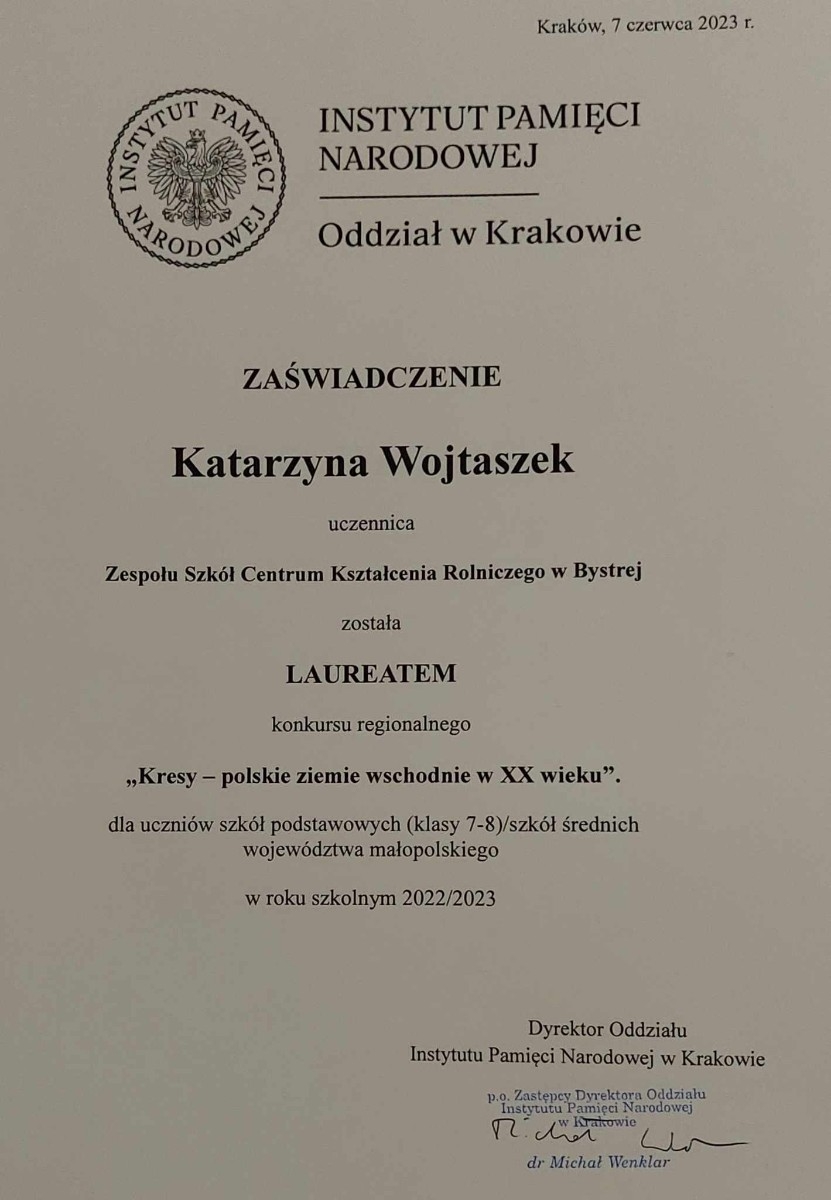 Kraków, 7 czerwca 2023 r.
INSTYTUT PAMIĘCI NARODOWEJ
INSTYTUT PAMIĘCI
NARODOWEJ
Oddział w Krakowie
ZAŚWIADCZENIE
Katarzyna Wojtaszek
uczennica
Zespołu Szkół Centrum Kształcenia Rolniczego w Bystrej
została
LAUREATEM
konkursu regionalnego
„Kresy – polskie ziemie wschodnie w XX wieku”.
dla uczniów szkół podstawowych (klasy 7-8)/szkół średnich
województwa małopolskiego
w roku szkolnym 2022/2023
Dyrektor Oddziału
Instytutu Pamięci Narodowej w Krakowie
p.o. Zastępcy Dyrektora Oddziału
Instytutu Pamięci Narodowej
w Krakowie
dr Michał Wenklar